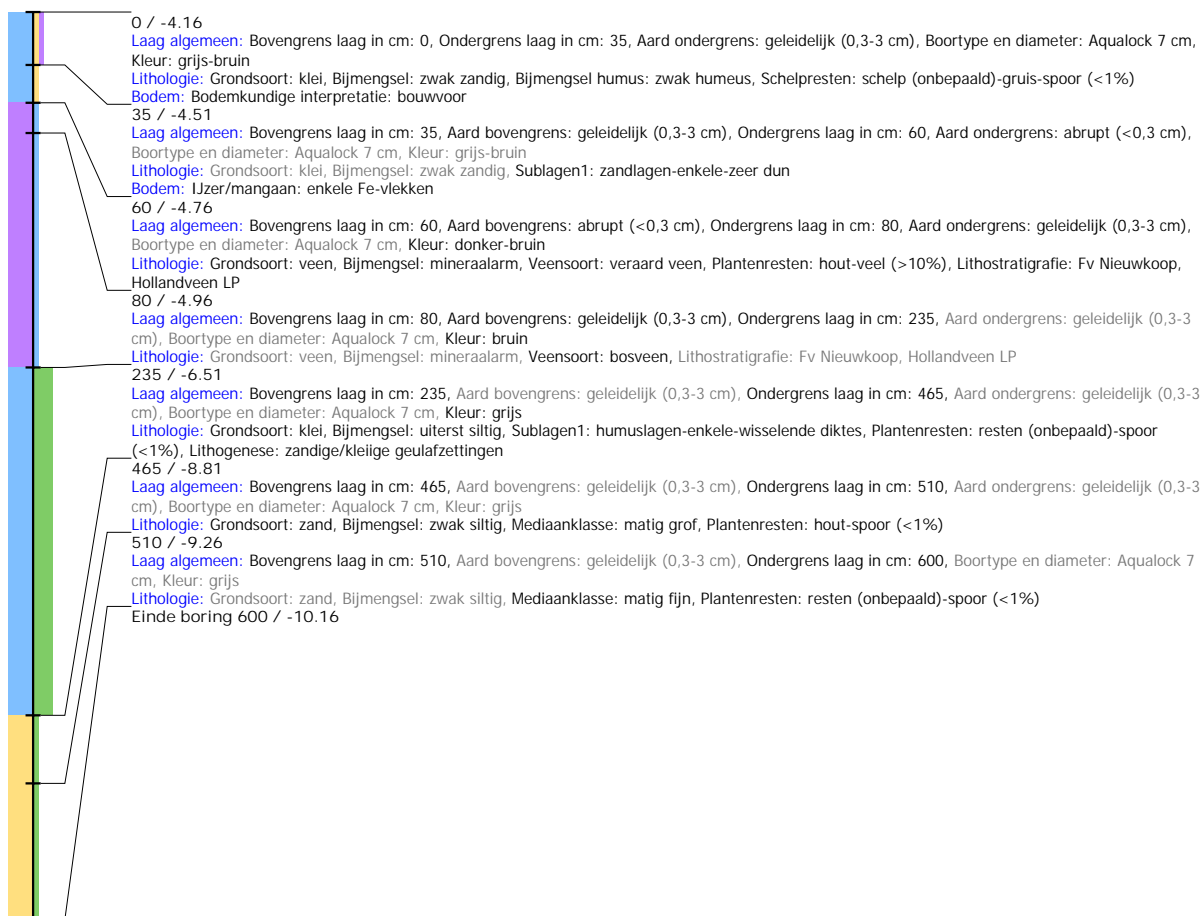 0 / -4.16
Laag algemeen: Bovengrens laag in cm: 0, Ondergrens laag in cm: 35, Aard ondergrens: geleidelijk (0,3-3 cm), Boortype en diameter: Aqualock 7 cm,
Kleur: grijs-bruin
Lithologie: Grondsoort: klei, Bijmengsel: zwak zandig, Bijmengsel humus: zwak humeus, Schelpresten: schelp (onbepaald)-gruis-spoor (<1%)
Bodem: Bodemkundige interpretatie: bouwvoor
35 / -4.51
Laag algemeen: Bovengrens laag in cm: 35, Aard bovengrens: geleidelijk (0,3-3 cm), Ondergrens laag in cm: 60, Aard ondergrens: abrupt (<0,3 cm),
Boortype en diameter: Aqualock 7 cm, Kleur: grijs-bruin
Lithologie: Grondsoort: klei, Bijmengsel: zwak zandig, Sublagen1: zandlagen-enkele-zeer dun
Bodem: IJzer/mangaan: enkele Fe-vlekken
60 / -4.76
Laag algemeen: Bovengrens laag in cm: 60, Aard bovengrens: abrupt (<0,3 cm), Ondergrens laag in cm: 80, Aard ondergrens: geleidelijk (0,3-3 cm),
Boortype en diameter: Aqualock 7 cm, Kleur: donker-bruin
Lithologie: Grondsoort: veen, Bijmengsel: mineraalarm, Veensoort: veraard veen, Plantenresten: hout-veel (>10%), Lithostratigrafie: Fv Nieuwkoop,
Hollandveen LP
80 / -4.96
Laag algemeen: Bovengrens laag in cm: 80, Aard bovengrens: geleidelijk (0,3-3 cm), Ondergrens laag in cm: 235, Aard ondergrens: geleidelijk (0,3-3
cm), Boortype en diameter: Aqualock 7 cm, Kleur: bruin
Lithologie: Grondsoort: veen, Bijmengsel: mineraalarm, Veensoort: bosveen, Lithostratigrafie: Fv Nieuwkoop, Hollandveen LP
235 / -6.51
Laag algemeen: Bovengrens laag in cm: 235, Aard bovengrens: geleidelijk (0,3-3 cm), Ondergrens laag in cm: 465, Aard ondergrens: geleidelijk (0,3-3
cm), Boortype en diameter: Aqualock 7 cm, Kleur: grijs
Lithologie: Grondsoort: klei, Bijmengsel: uiterst siltig, Sublagen1: humuslagen-enkele-wisselende diktes, Plantenresten: resten (onbepaald)-spoor
(<1%), Lithogenese: zandige/kleiige geulafzettingen
465 / -8.81
Laag algemeen: Bovengrens laag in cm: 465, Aard bovengrens: geleidelijk (0,3-3 cm), Ondergrens laag in cm: 510, Aard ondergrens: geleidelijk (0,3-3
cm), Boortype en diameter: Aqualock 7 cm, Kleur: grijs
Lithologie: Grondsoort: zand, Bijmengsel: zwak siltig, Mediaanklasse: matig grof, Plantenresten: hout-spoor (<1%)
510 / -9.26
Laag algemeen: Bovengrens laag in cm: 510, Aard bovengrens: geleidelijk (0,3-3 cm), Ondergrens laag in cm: 600, Boortype en diameter: Aqualock 7
cm, Kleur: grijs
Lithologie: Grondsoort: zand, Bijmengsel: zwak siltig, Mediaanklasse: matig fijn, Plantenresten: resten (onbepaald)-spoor (<1%)
Einde boring 600 / -10.16